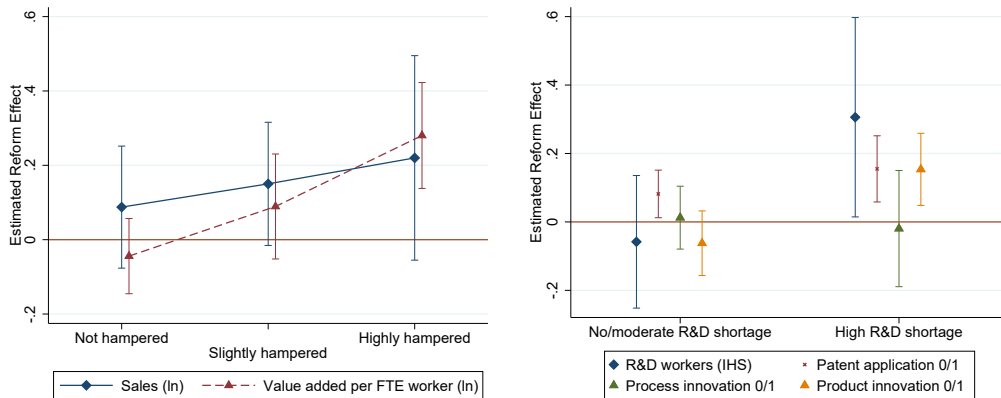 Estimated Reform Effect
.6
.4
.2
0
-.2
Not hampered
Slightly hampered
Highly hampered
Sales (ln)
Value added per FTE worker (ln)
Estimated Reform Effect
.6
.4
.2
0
-.2
No/moderate R&D shortage
High R&D shortage
R&D workers (IHS)
Patent application 0/1
Process innovation 0/1
Product innovation 0/1